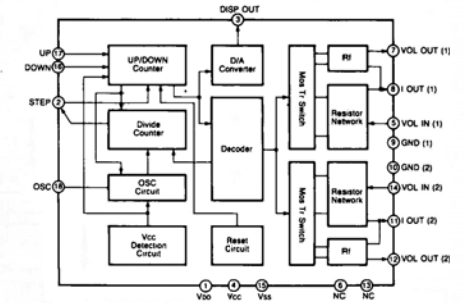 DISP OUT
3
UP 17
DOWN 16
STEP 2
OSC 18
UP/DOWN
Counter
D/A
Converter
Divide
Counter
Decoder
OSC
Circuit
Vcc
Detection
Circuit
Reset
Circuit
Mos Tr Switch
Rf
Resistor
Network
Mos Tr Switch
Resistor
Network
Rf
7 VOL OUT (1)
8 I OUT (1)
5 VOL IN (1)
9 GND (1)
10 GND (2)
14 VOL IN (2)
11 I OUT (2)
12 VOL OUT (2)
1 4 15 6 13
VDD VCC VSS NC NC